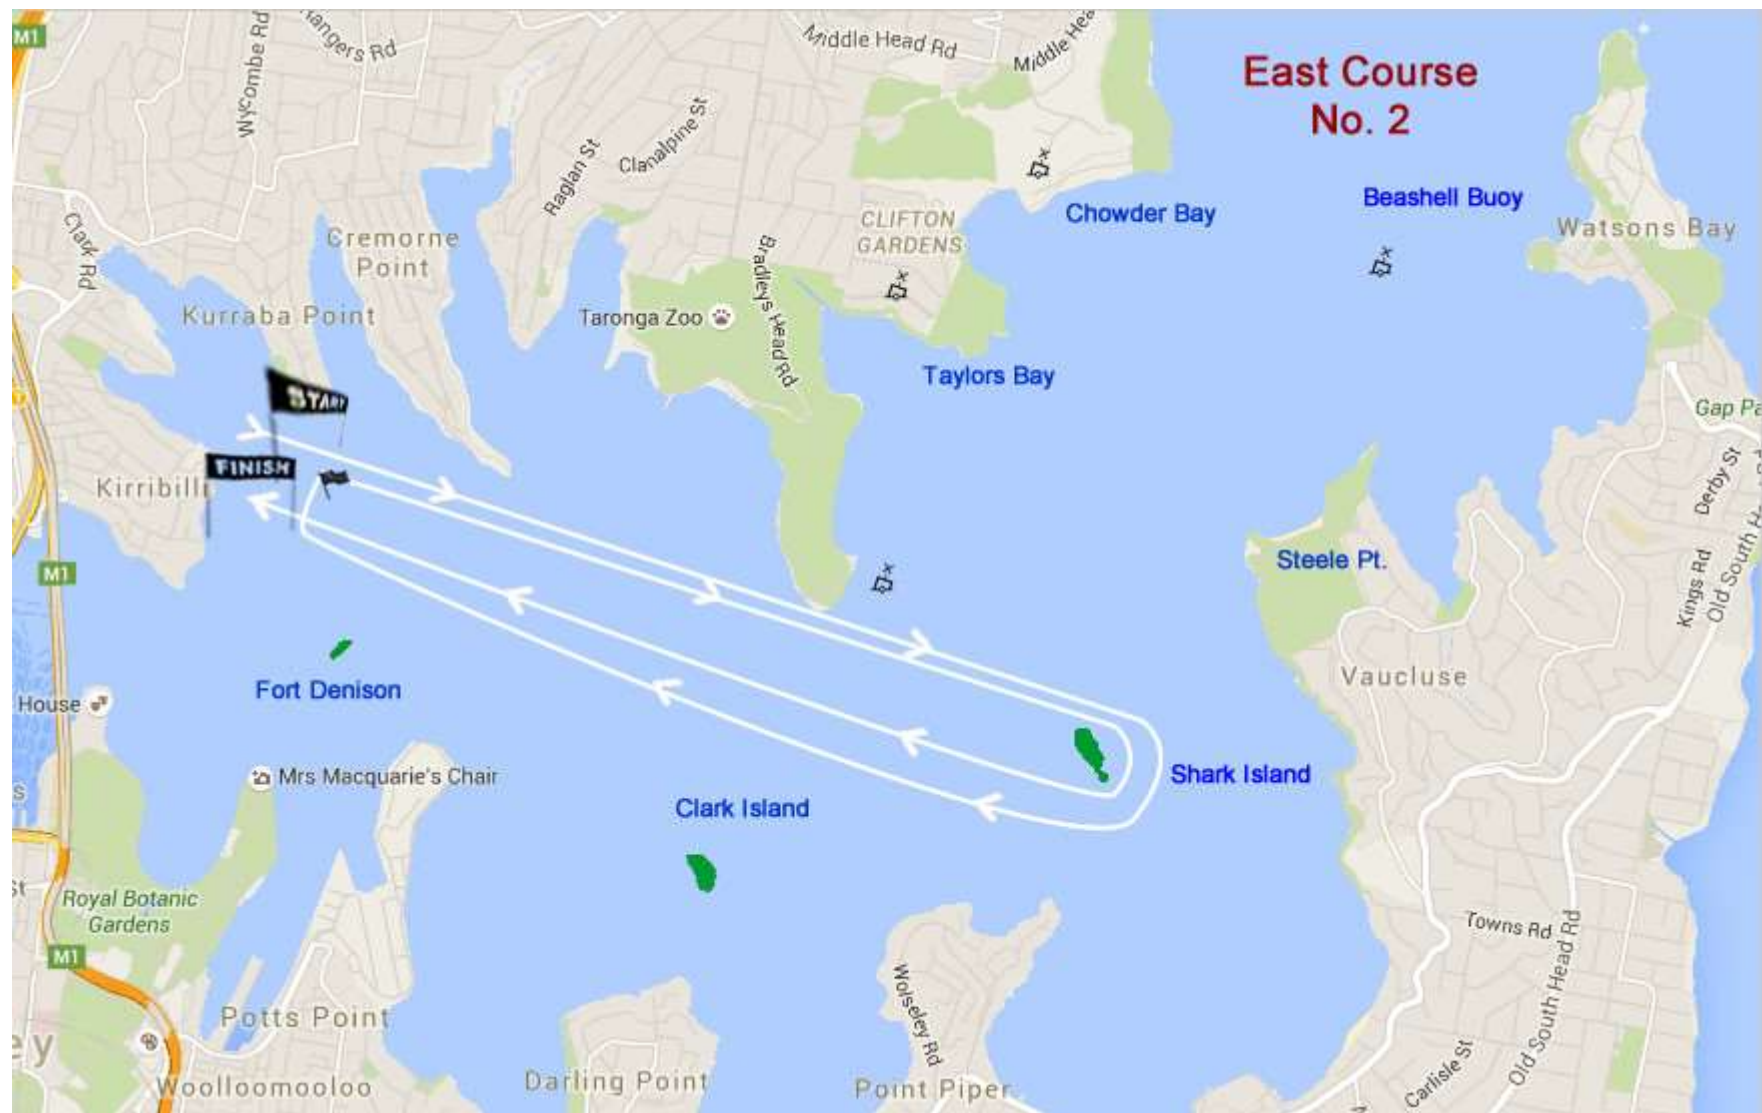 M1
Wycombe Rd
Middle Head Rd
East Course
No. 2
Clanalpine St
Raglan St
Beashell Buoy
Chowder Bay
CLIFTON
GARDENS
Watsons Bay
Clark Rd
Cremorne
Point
Bradleys Head Rd
Kurraba Point
Taronga Zoo
Taylors Bay
START
Gap Pa
FINISH
Kirribilli
Derby St
Steele Pt.
Kings Rd
Old South H
M1
Vaucluse
Fort Denison
House
Mrs Macquarie's Chair
Shark Island
Clark Island
Royal Botanic
Gardens
Towns Rd
M1
Wolseley Rd
Old South Head Rd
Potts Point
ey
Carlisle St
Woolloomooloo
Darling Point
Point Piper